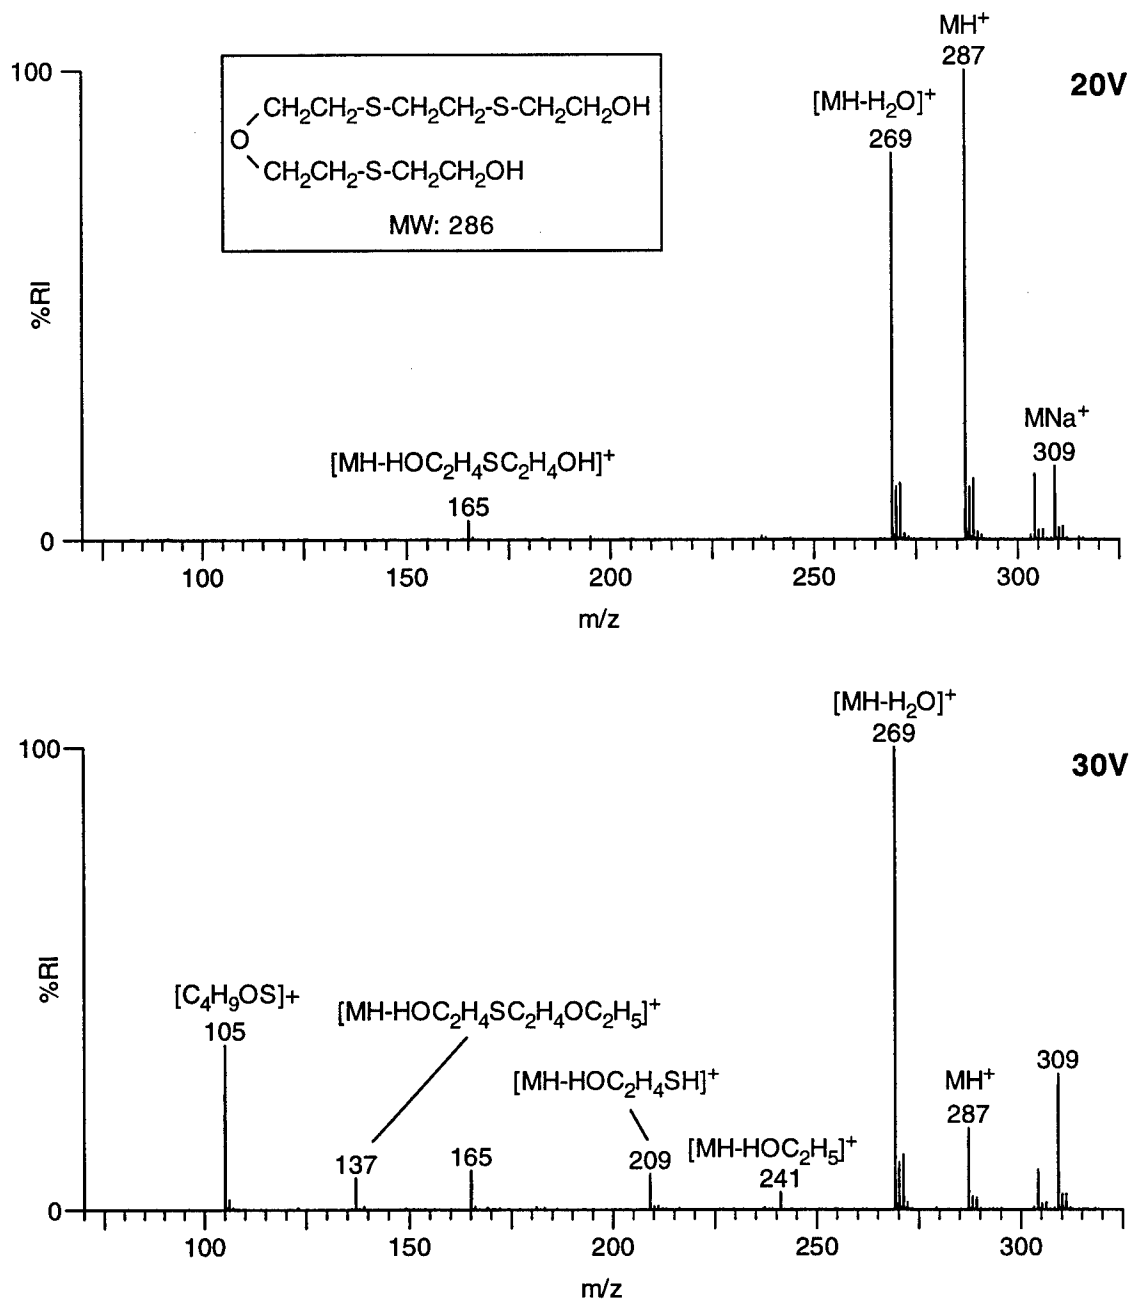 MH⁺
287
20V
100
[MH-H₂O]⁺
269
CH₂CH₂-S-CH₂CH₂-S-CH₂CH₂OH
O
CH₂CH₂-S-CH₂CH₂OH
MW: 286
%RI
MNa⁺
309
[MH-HOC₂H₄SC₂H₄OH]⁺
165
0
100 150 200 250 300
m/z
[MH-H₂O]⁺
269
100
30V
%RI
[C₄H₉OS]+
105
[MH-HOC₂H₄SC₂H₄OC₂H₅]⁺
[MH-HOC₂H₄SH]⁺
MH⁺
309
287
137
165
209
[MH-HOC₂H₅]⁺
241
0
100 150 200 250 300
m/z